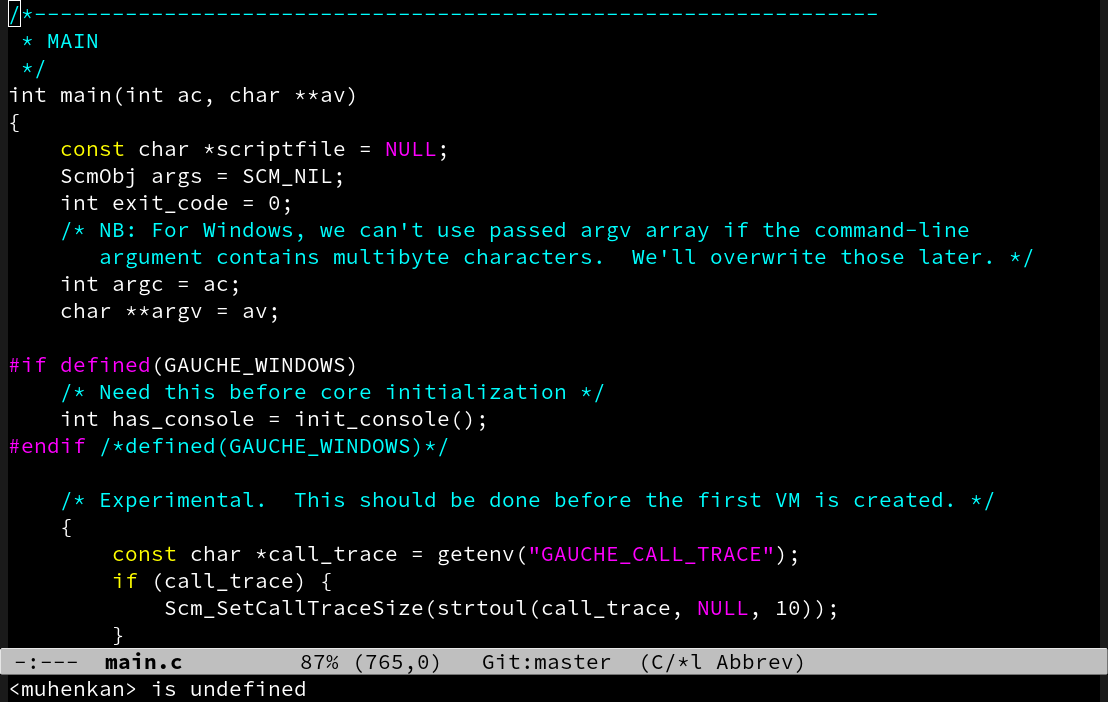 /*-----------------------------------------------------------------
 * MAIN
 */
int main(int ac, char **av)
{
    const char *scriptfile = NULL;
    ScmObj args = SCM_NIL;
    int exit_code = 0;
    /* NB: For Windows, we can't use passed argv array if the command-line
       argument contains multibyte characters.  We'll overwrite those later. */
    int argc = ac;
    char **argv = av;

#if defined(GAUCHE_WINDOWS)
    /* Need this before core initialization */
    int has_console = init_console();
#endif /*defined(GAUCHE_WINDOWS)*/

    /* Experimental.  This should be done before the first VM is created. */
    {
        const char *call_trace = getenv("GAUCHE_CALL_TRACE");
        if (call_trace) {
            Scm_SetCallTraceSize(strtoul(call_trace, NULL, 10));
        }
-:---  main.c         87% (765,0)   Git:master  (C/*l Abbrev)
<muhenkan> is undefined